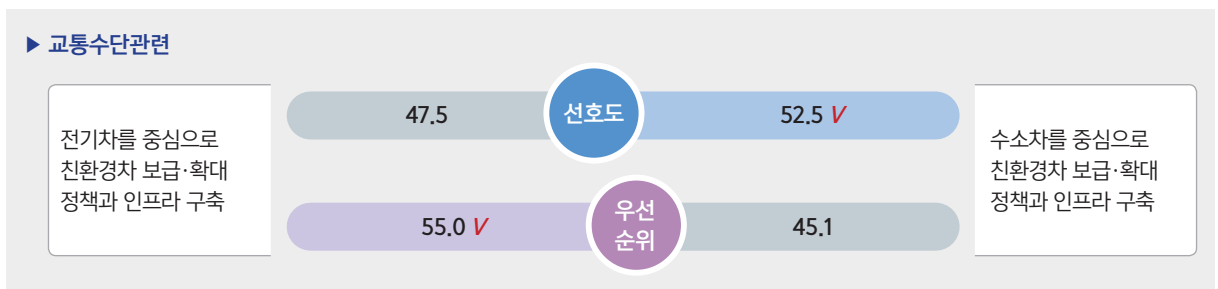 ▶ 교통수단관련
전기차를 중심으로
친환경차 보급·확대
정책과 인프라 구축
47.5
선호도
52.5 V
55.0 V
우선
순위
45.1
수소차를 중심으로
친환경차 보급·확대
정책과 인프라 구축